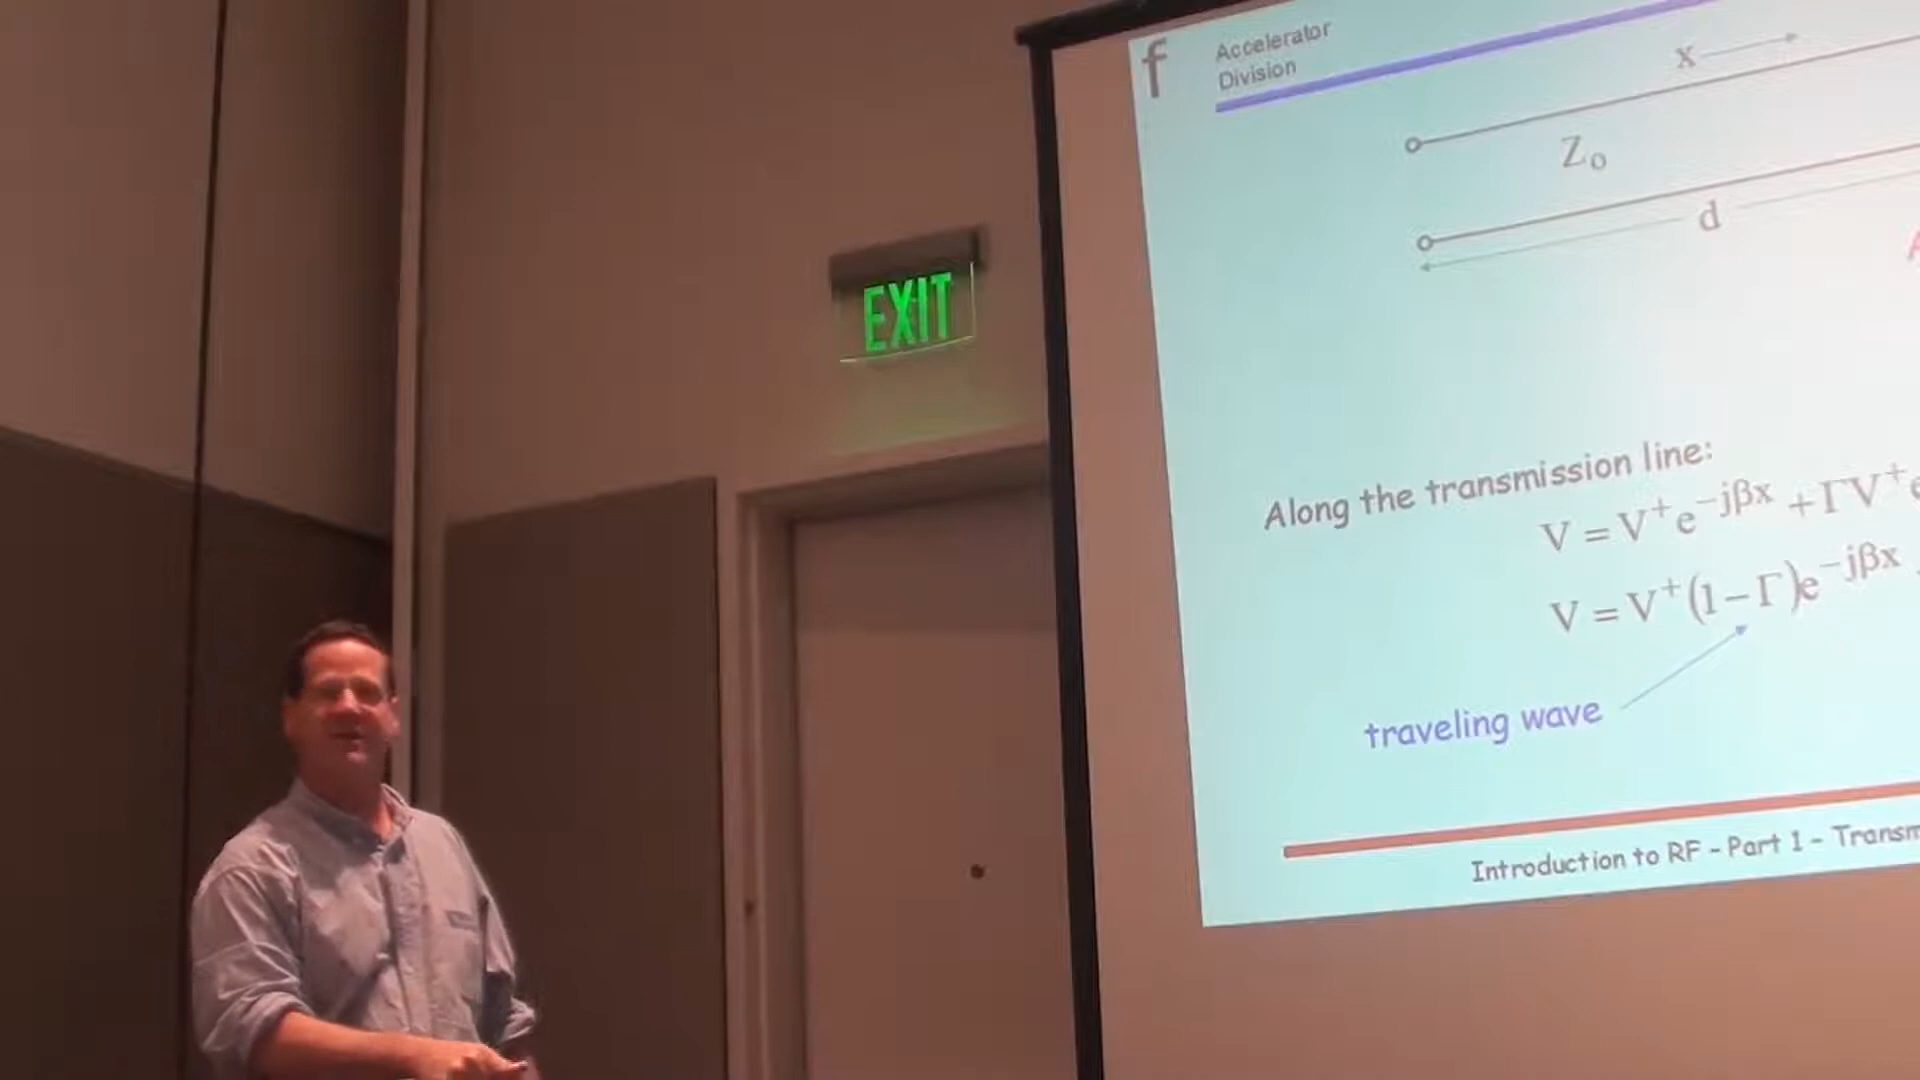 f
Accelerator
Division
x
Z₀
d
EXIT
Along the transmission line:
V = V⁺e⁻ʲᵝˣ + ΓV⁺
V = V⁺(1 − Γ)e⁻ʲᵝˣ
traveling wave
Introduction to RF - Part 1 -